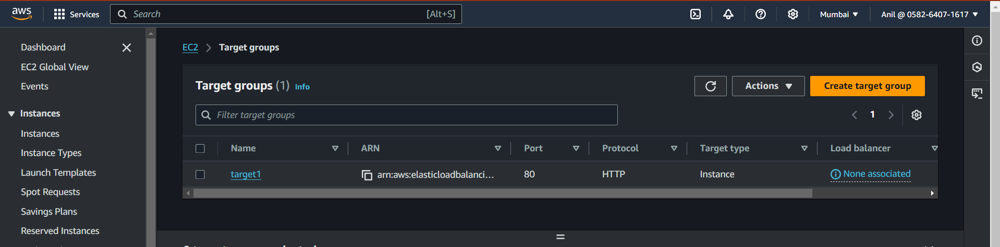 aws
Services
Search
[Alt+S]
Mumbai
Anil @ 0582-6407-1617
Dashboard
EC2 Global View
Events
Instances
Instances
Instance Types
Launch Templates
Spot Requests
Savings Plans
Reserved Instances
EC2 > Target groups
Target groups (1) Info
Actions
Create target group
Filter target groups
1
Name ARN Port Protocol Target type Load balancer
target1 arn:aws:elasticloadbalanci... 80 HTTP Instance None associated